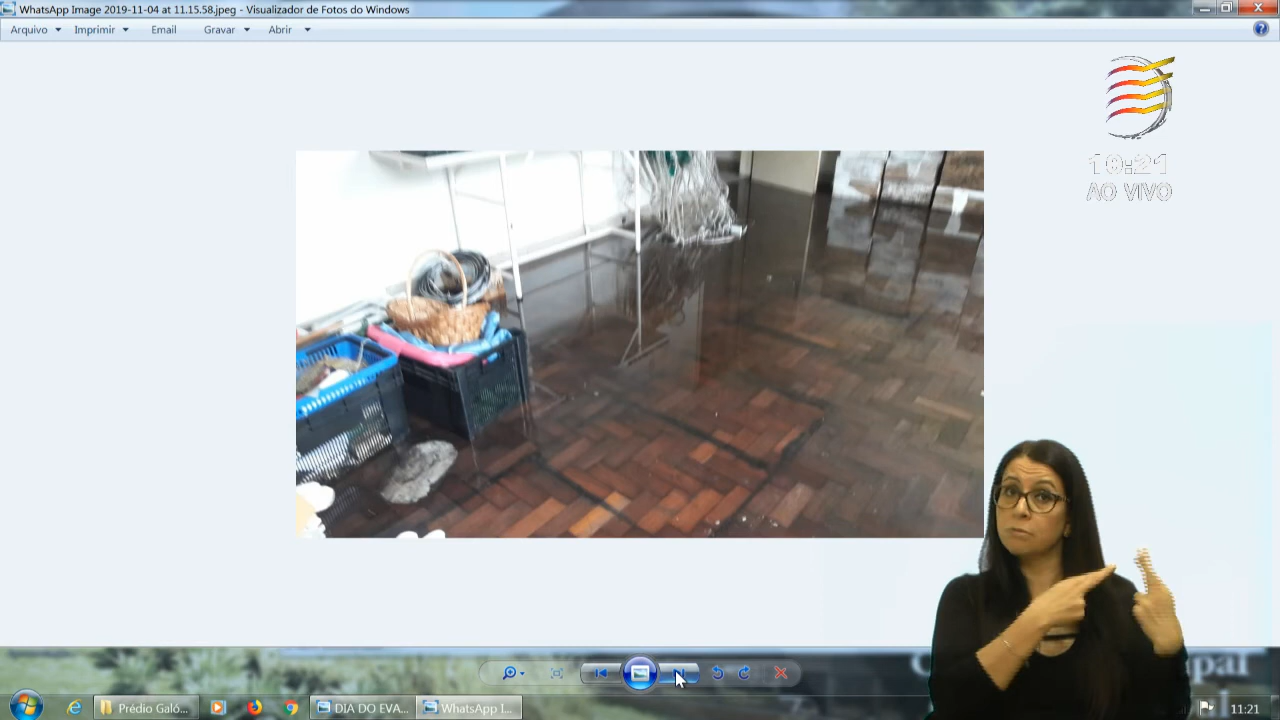 WhatsApp Image 2019-11-04 at 11.15.58.jpeg - Visualizador de Fotos do Windows
Arquivo Imprimir Email Gravar Abrir
10:21
AO VIVO
Prédio Galó... DIA DO EVA... WhatsApp I... 11:21